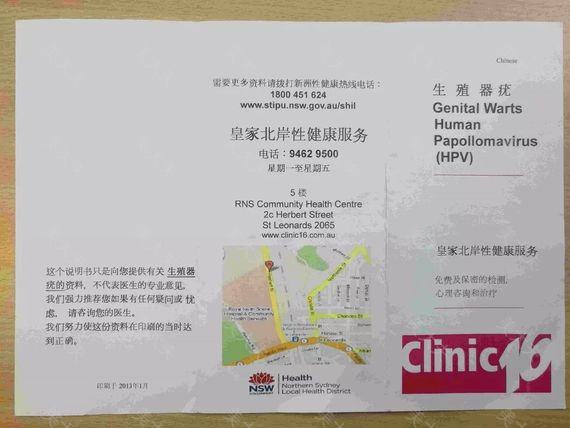 这个说明书只是向您提供有关 生殖器
疣的资料, 不代表医生的专业意见.
我们强力推荐您如果有任何疑问或 忧
虑, 请咨询您的医生。
我们努力使这份资料在印刷的当时达
到正确。
印刷于 2013年1月
需要更多资料请拨打新洲性健康热线电话：
1800 451 624
www.stipu.nsw.gov.au/shil
皇家北岸性健康服务
电话：9462 9500
星期一至星期五
5 楼
RNS Community Health Centre
2c Herbert Street
St Leonards 2065
www.clinic16.com.au
NSW
Health
Northern Sydney
Local Health District
Chinese
生 殖 器 疣
Genital Warts
Human
Papollomavirus
(HPV)
皇家北岸性健康服务
免费及保密的检测,
心理咨询和治疗
Clinic 16